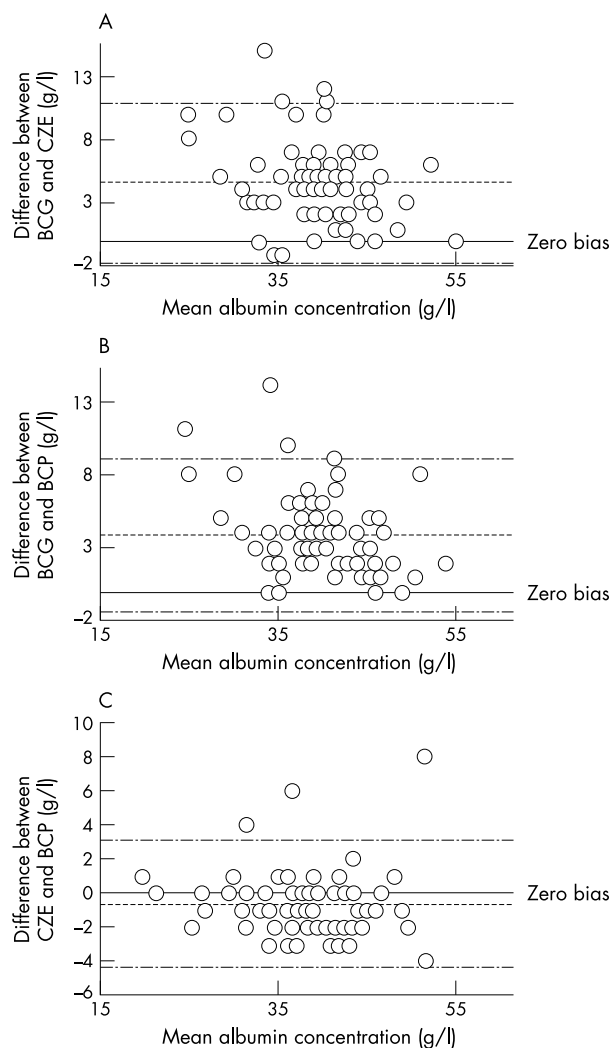 A
Difference between
BCG and CZE (g/l)
13
8
3
–2
Zero bias
15
35
55
Mean albumin concentration (g/l)
B
Difference between
BCG and BCP (g/l)
13
8
3
–2
Zero bias
15
35
55
Mean albumin concentration (g/l)
C
Difference between
CZE and BCP (g/l)
10
8
6
4
2
0
–2
–4
–6
Zero bias
15
35
55
Mean albumin concentration (g/l)